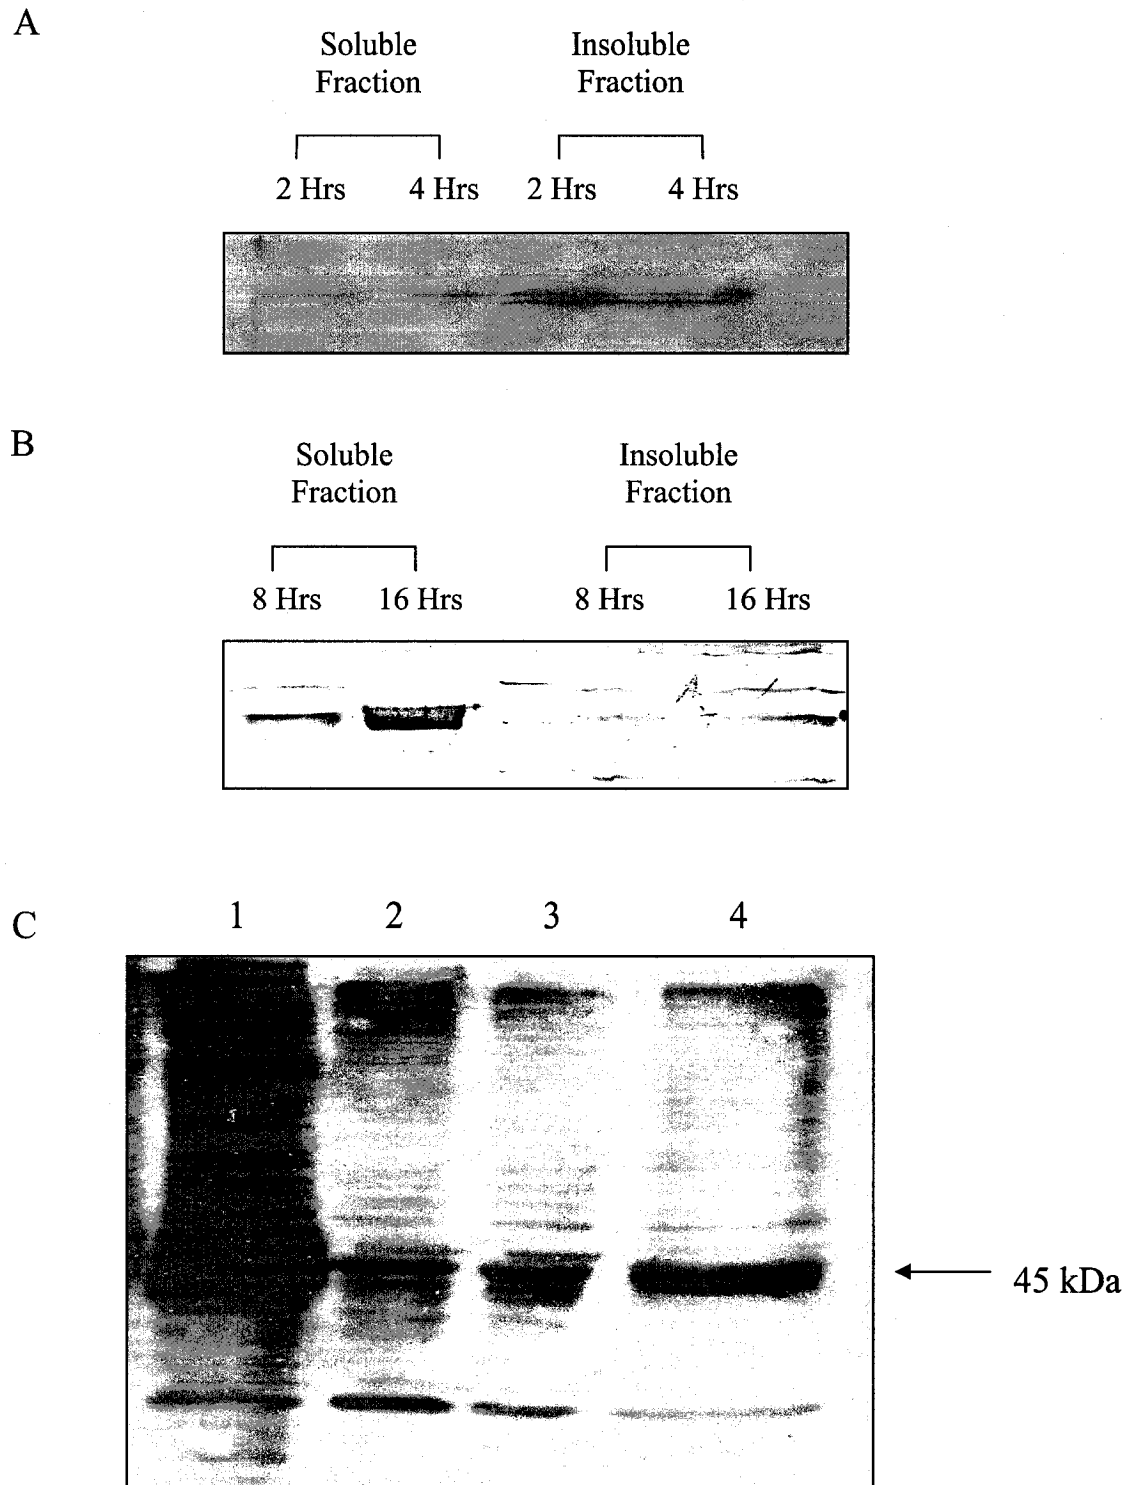 A
Soluble
Fraction
Insoluble
Fraction
2 Hrs
4 Hrs
2 Hrs
4 Hrs
B
Soluble
Fraction
Insoluble
Fraction
8 Hrs
16 Hrs
8 Hrs
16 Hrs
C
1
2
3
4
45 kDa